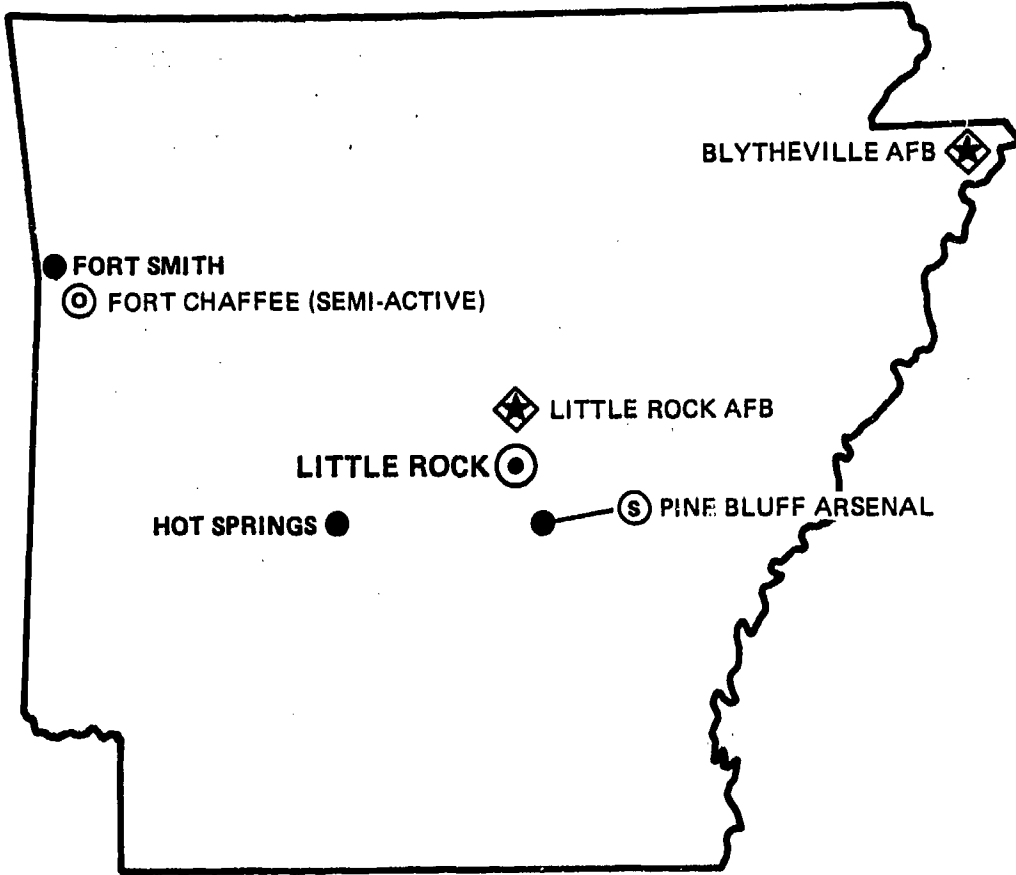 BLYTHEVILLE AFB
FORT SMITH
O FORT CHAFFEE (SEMI-ACTIVE)
LITTLE ROCK AFB
LITTLE ROCK
HOT SPRINGS
S PINE BLUFF ARSENAL